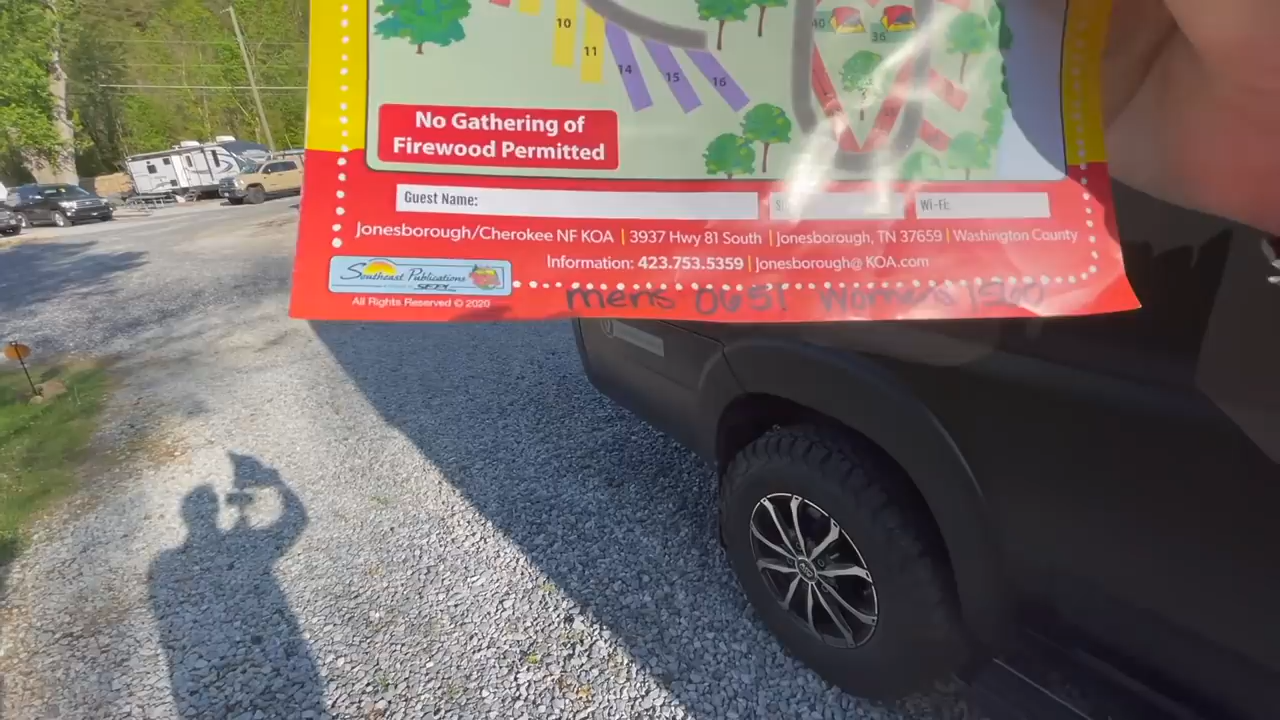 10
11
14
15
16
40
36
No Gathering of
Firewood Permitted
Guest Name:
Wi-Fi:
Jonesborough/Cherokee NF KOA | 3937 Hwy 81 South | Jonesborough, TN 37659 | Washington County
Information: 423.753.5359 | Jonesborough@KOA.com
Southeast Publications
All Rights Reserved © 2020
mens 0651 Womens